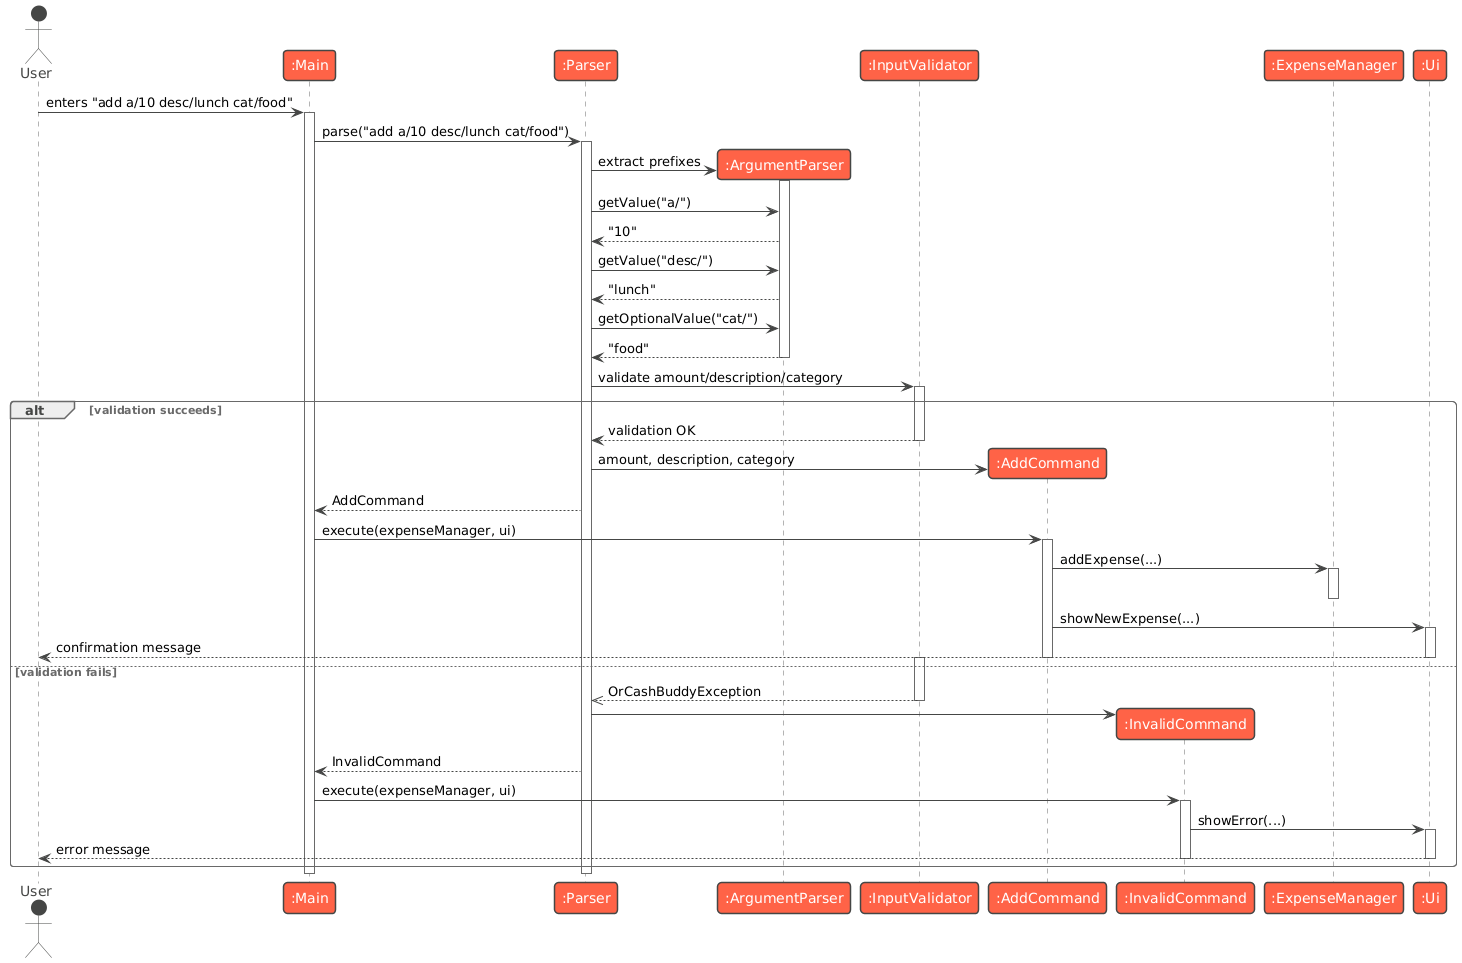 User
:Main
:Parser
:InputValidator
:ExpenseManager
:Ui
enters "add a/10 desc/lunch cat/food"
parse("add a/10 desc/lunch cat/food")
extract prefixes
:ArgumentParser
getValue("a/")
"10"
getValue("desc/")
"lunch"
getOptionalValue("cat/")
"food"
validate amount/description/category
alt
[validation succeeds]
validation OK
amount, description, category
:AddCommand
AddCommand
execute(expenseManager, ui)
addExpense(...)
showNewExpense(...)
confirmation message
[validation fails]
OrCashBuddyException
:InvalidCommand
InvalidCommand
execute(expenseManager, ui)
showError(...)
error message
User
:Main
:Parser
:ArgumentParser
:InputValidator
:AddCommand
:InvalidCommand
:ExpenseManager
:Ui